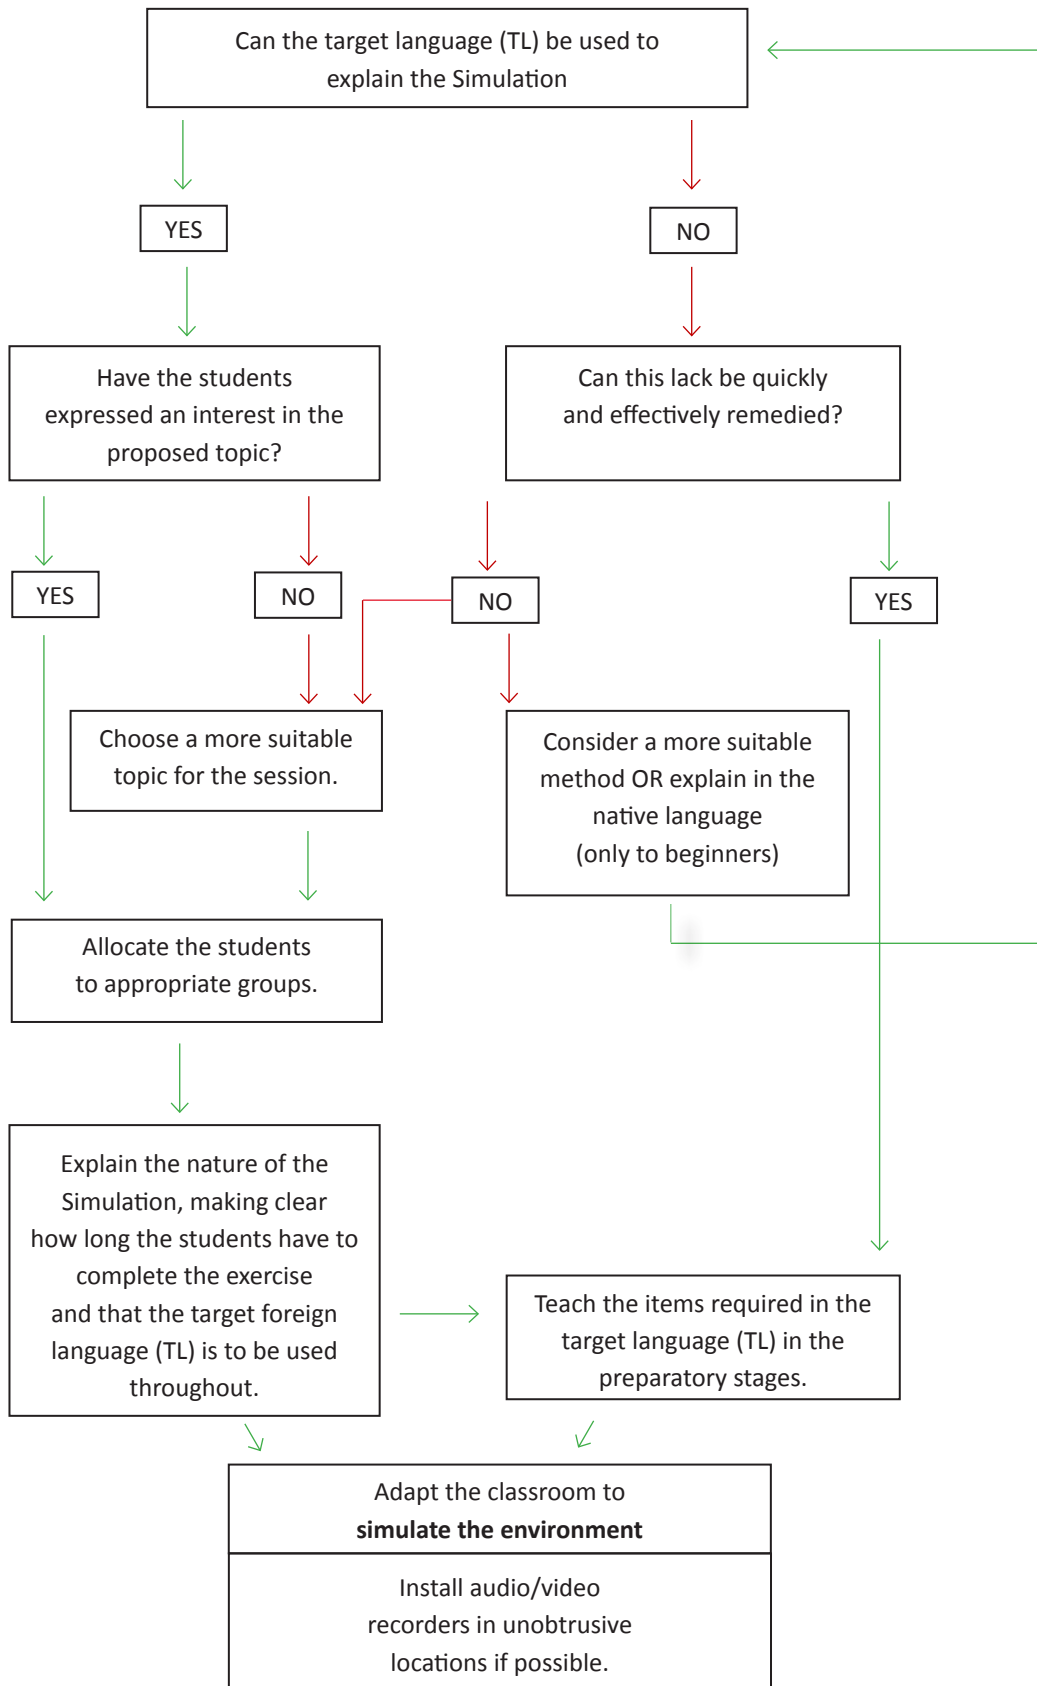 Can the target language (TL) be used to
explain the Simulation
YES
NO
Have the students
expressed an interest in the
proposed topic?
Can this lack be quickly
and effectively remedied?
YES
NO
NO
YES
Choose a more suitable
topic for the session.
Consider a more suitable
method OR explain in the
native language
(only to beginners)
Allocate the students
to appropriate groups.
Explain the nature of the
Simulation, making clear
how long the students have to
complete the exercise
and that the target foreign
language (TL) is to be used
throughout.
Teach the items required in the
target language (TL) in the
preparatory stages.
Adapt the classroom to
simulate the environment
Install audio/video
recorders in unobtrusive
locations if possible.